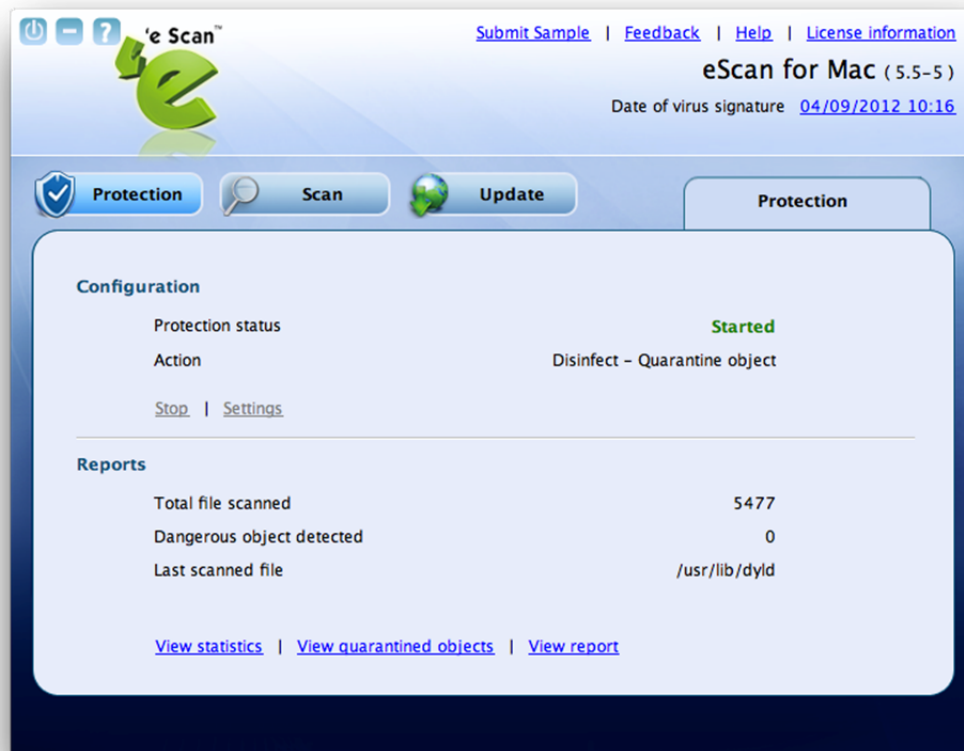 'e Scan™
Submit Sample | Feedback | Help | License information
eScan for Mac ( 5.5-5 )
Date of virus signature 04/09/2012 10:16
Protection Scan Update Protection
Configuration
Protection status Started
Action Disinfect – Quarantine object
Stop | Settings
Reports
Total file scanned 5477
Dangerous object detected 0
Last scanned file /usr/lib/dyld
View statistics | View quarantined objects | View report